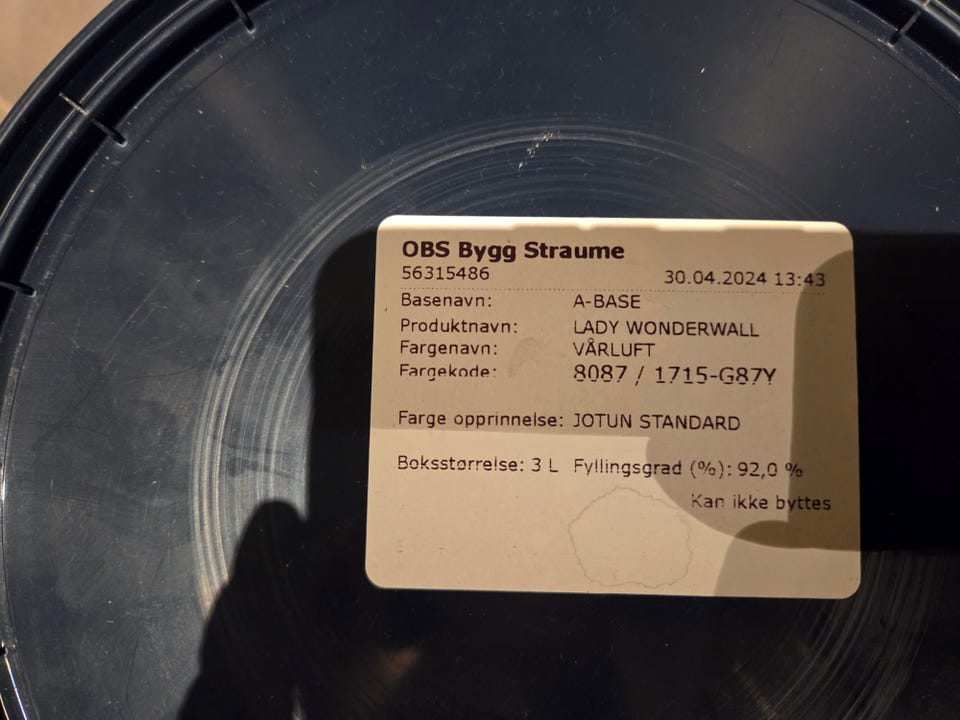 OBS Bygg Straume
56315486 30.04.2024 13:43
Basenavn: A-BASE
Produktnavn: LADY WONDERWALL
Fargenavn: VÅRLUFT
Fargekode: 8087 / 1715-G87Y
Farge opprinnelse: JOTUN STANDARD
Boksstørrelse: 3 L Fyllingsgrad (%): 92,0 %
Kan ikke byttes